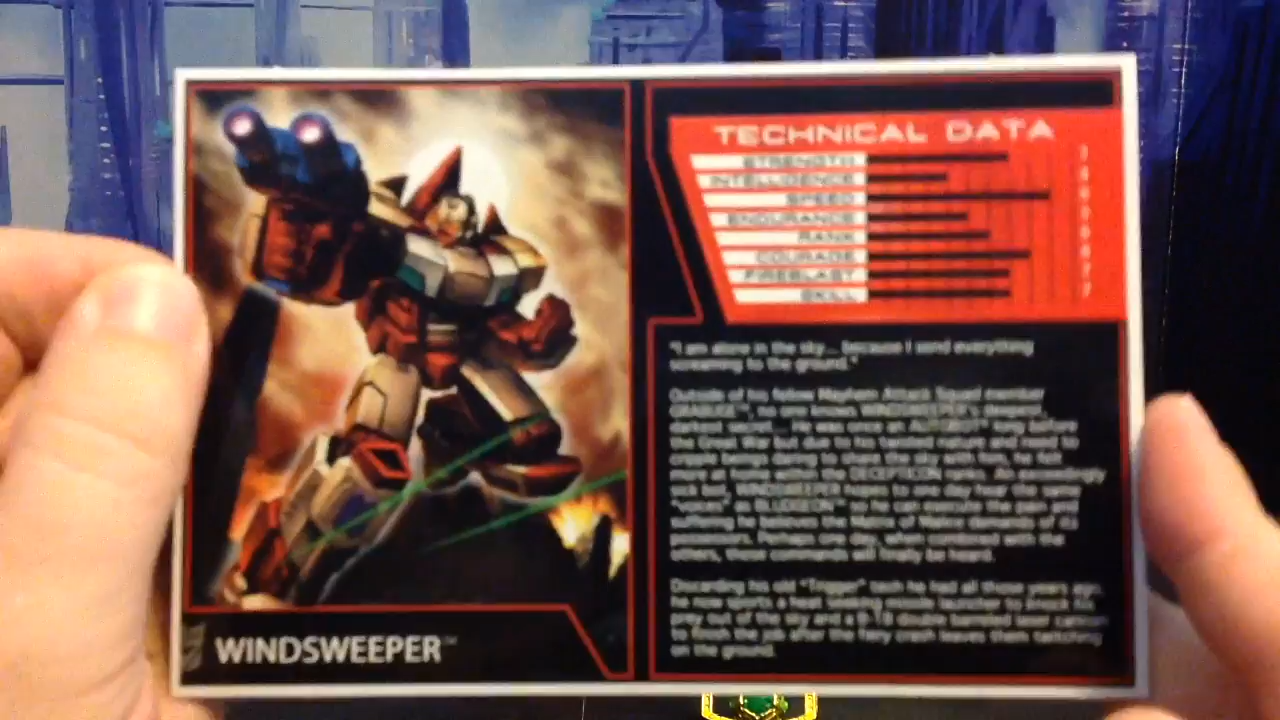 TECHNICAL DATA
STRENGTH
INTELLIGENCE
SPEED
ENDURANCE
RANK
COURAGE
FIREBLAST
SKILL
"I am alone in the sky... because I send everything
screaming to the ground."
Outside of his fellow Mayhem Attack Squad member
no one knows WINDSWEEPER's deepest,
darkest secret... He was once an AUTOBOT™ long before
the Great War but due to his twisted nature and need to
cripple beings daring to share the sky with him, he felt
more at home within the DECEPTICON ranks. An exceedingly
sick bot, WINDSWEEPER hopes to one day hear the same
"voices" as BLUDGEON™ so he can execute the pain and
suffering he believes the Matrix of Malice demands of its
possessors. Perhaps one day, when combined with the
others, those commands will finally be heard.
Discarding his old "Trigger" tech he had all those years ago,
he now sports a heat seeking missile launcher to knock his
prey out of the sky and a double barreled laser cannon
to finish the job after the fiery crash leaves them twitching
on the ground.
WINDSWEEPER™